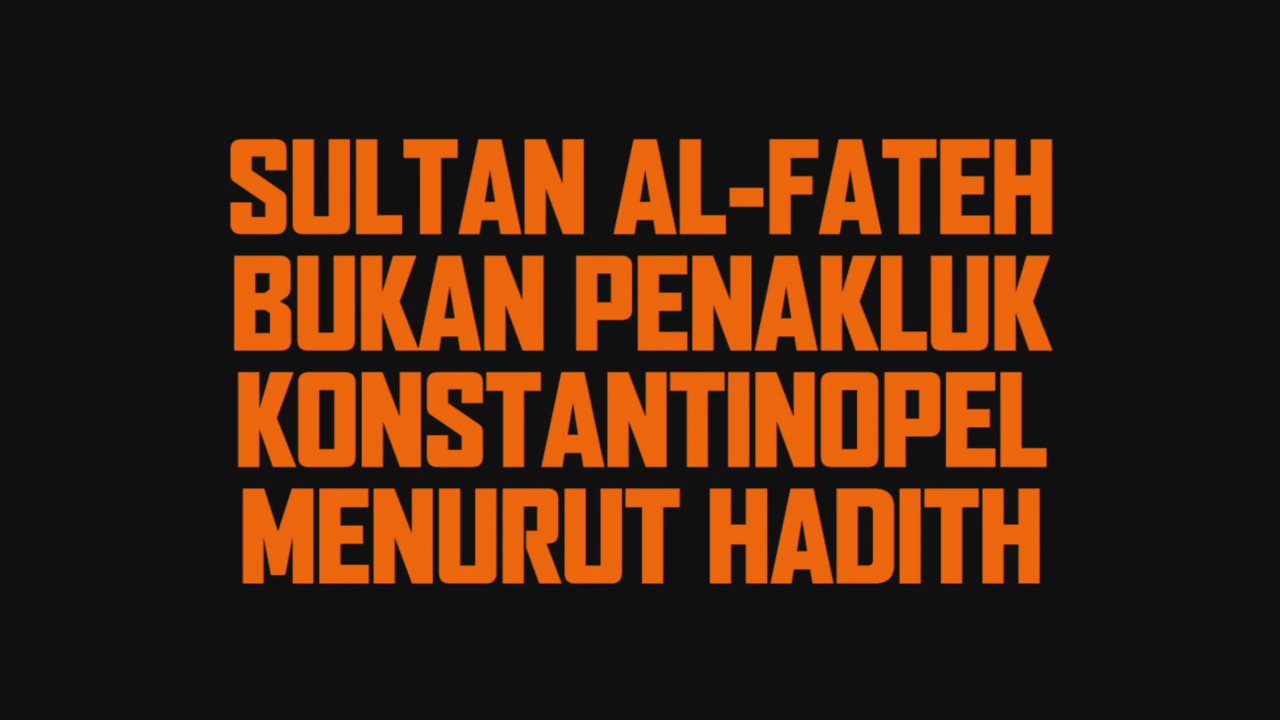 SULTAN AL-FATEH
BUKAN PENAKLUK
KONSTANTINOPEL
MENURUT HADITH